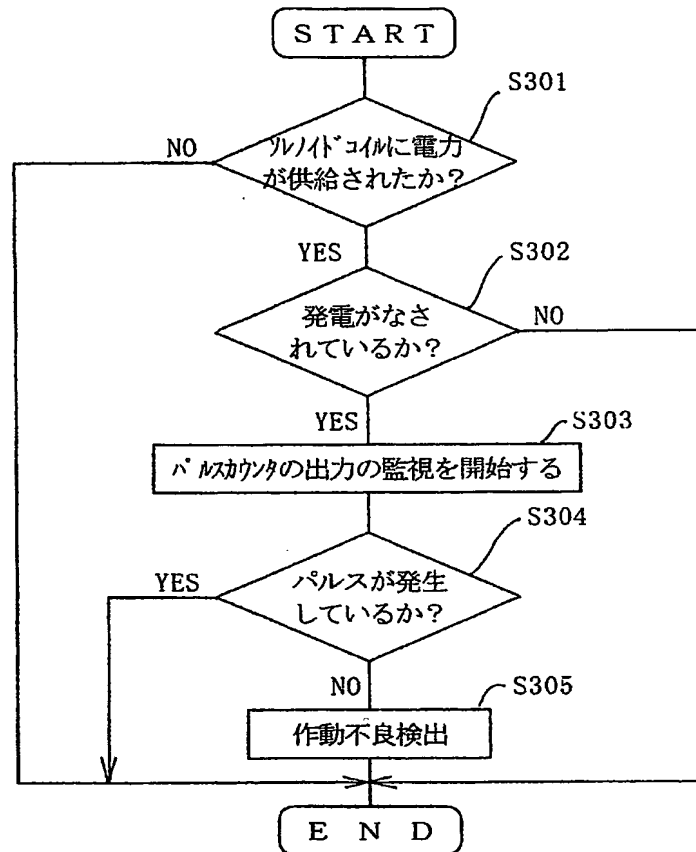 START
S301
NO
ｿﾚﾉｲﾄﾞｺｲﾙに電力
が供給されたか？
YES
S302
発電がなさ
れているか？
NO
YES
S303
ﾊﾟﾙｽｶｳﾝﾀの出力の監視を開始する
S304
YES
パルスが発生
しているか？
NO
S305
作動不良検出
END